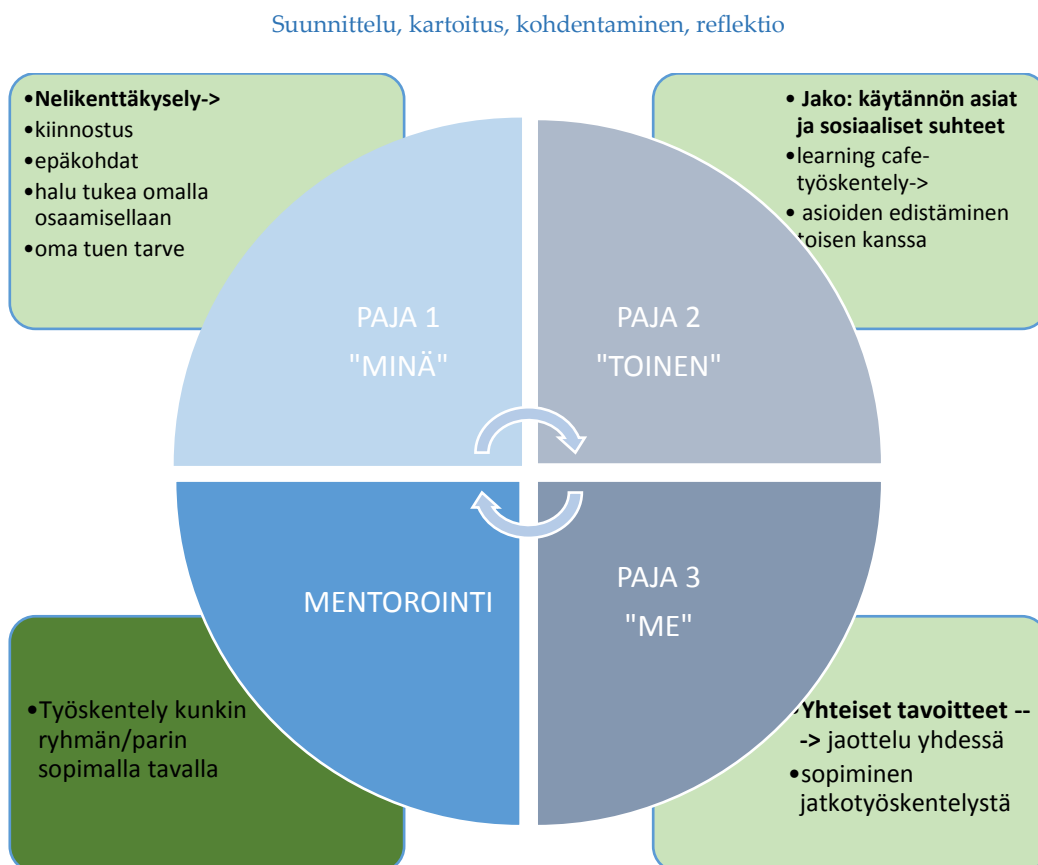 Suunnittelu, kartoitus, kohdentaminen, reflektio
•Nelikenttäkysely->
•kiinnostus
•epäkohdat
•halu tukea omalla
osaamisellaan
•oma tuen tarve
• Jako: käytännön asiat
ja sosiaaliset suhteet
•learning cafe-
työskentely->
• asioiden edistäminen
toisen kanssa
PAJA 1
"MINÄ"
PAJA 2
"TOINEN"
MENTOROINTI
PAJA 3
"ME"
•Työskentely kunkin
ryhmän/parin
sopimalla tavalla
•Yhteiset tavoitteet --
-> jaottelu yhdessä
•sopiminen
jatkotyöskentelystä